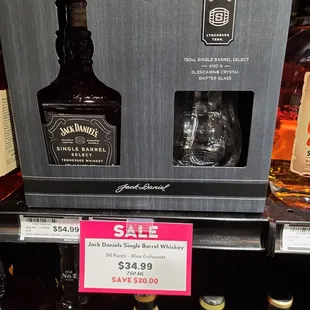 S
LYNCHBURG
TENN.
750ML SINGLE BARREL SELECT
AND A
GLENCAIRN® CRYSTAL
SNIFTER GLASS
JACK DANIEL'S
SINGLE BARREL
SELECT
TENNESSEE WHISKEY
Jack Daniel
$54.99
SALE
Jack Daniels Single Barrel Whiskey
94 Points - Wine Enthusiast
$34.99
750 ML
SAVE $20.00